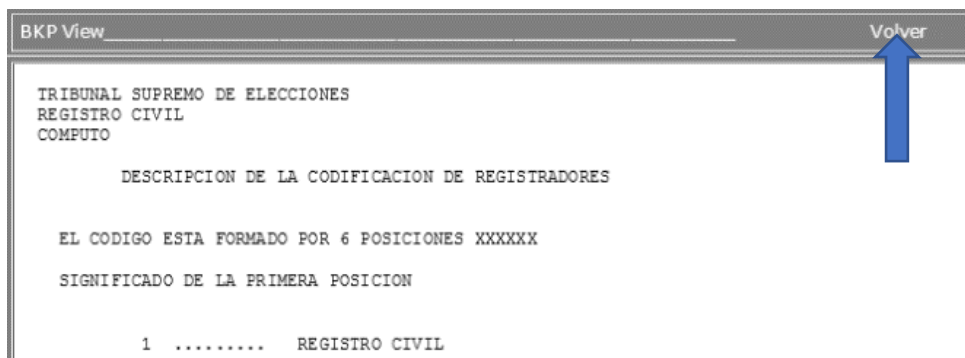 BKP View Volver
TRIBUNAL SUPREMO DE ELECCIONES
REGISTRO CIVIL
COMPUTO
DESCRIPCION DE LA CODIFICACION DE REGISTRADORES
EL CODIGO ESTA FORMADO POR 6 POSICIONES XXXXXX
SIGNIFICADO DE LA PRIMERA POSICION
1 ......... REGISTRO CIVIL